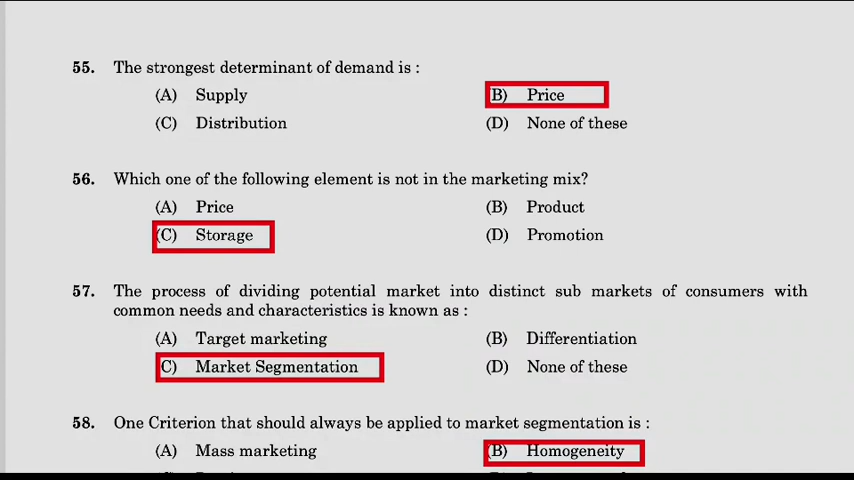 55. The strongest determinant of demand is :
(A) Supply (B) Price
(C) Distribution (D) None of these
56. Which one of the following element is not in the marketing mix?
(A) Price (B) Product
(C) Storage (D) Promotion
57. The process of dividing potential market into distinct sub markets of consumers with
common needs and characteristics is known as :
(A) Target marketing (B) Differentiation
(C) Market Segmentation (D) None of these
58. One Criterion that should always be applied to market segmentation is :
(A) Mass marketing (B) Homogeneity